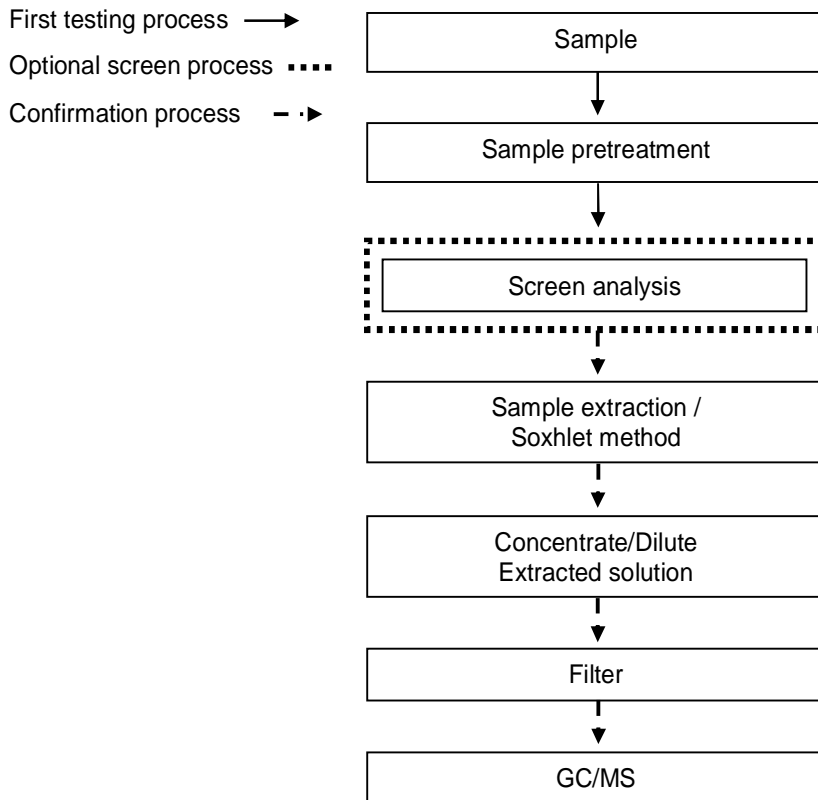 First testing process
Optional screen process
Confirmation process
Sample
Sample pretreatment
Screen analysis
Sample extraction /
Soxhlet method
Concentrate/Dilute
Extracted solution
Filter
GC/MS